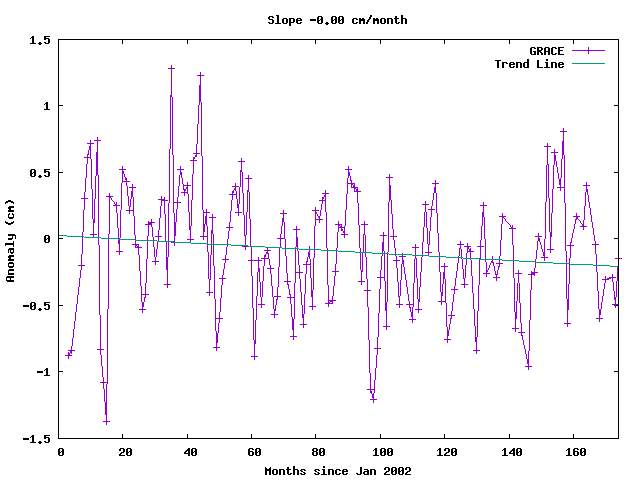 Slope -0.00 cm/month
GRACE
Trend Line
1.5
1
0.5
0
-0.5
-1
-1.5
Anomaly (cm)
0 20 40 60 80 100 120 140 160
Months since Jan 2002